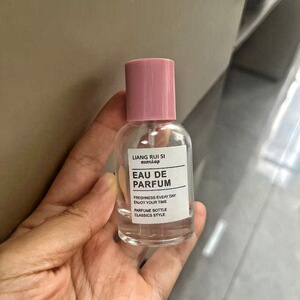 LIANG RUI SI
EAU DE
PARFUM
FRESHNESS EVERY DAY
ENJOY YOUR TIME
PARFUME BOTTLE
CLASSICS STYLE